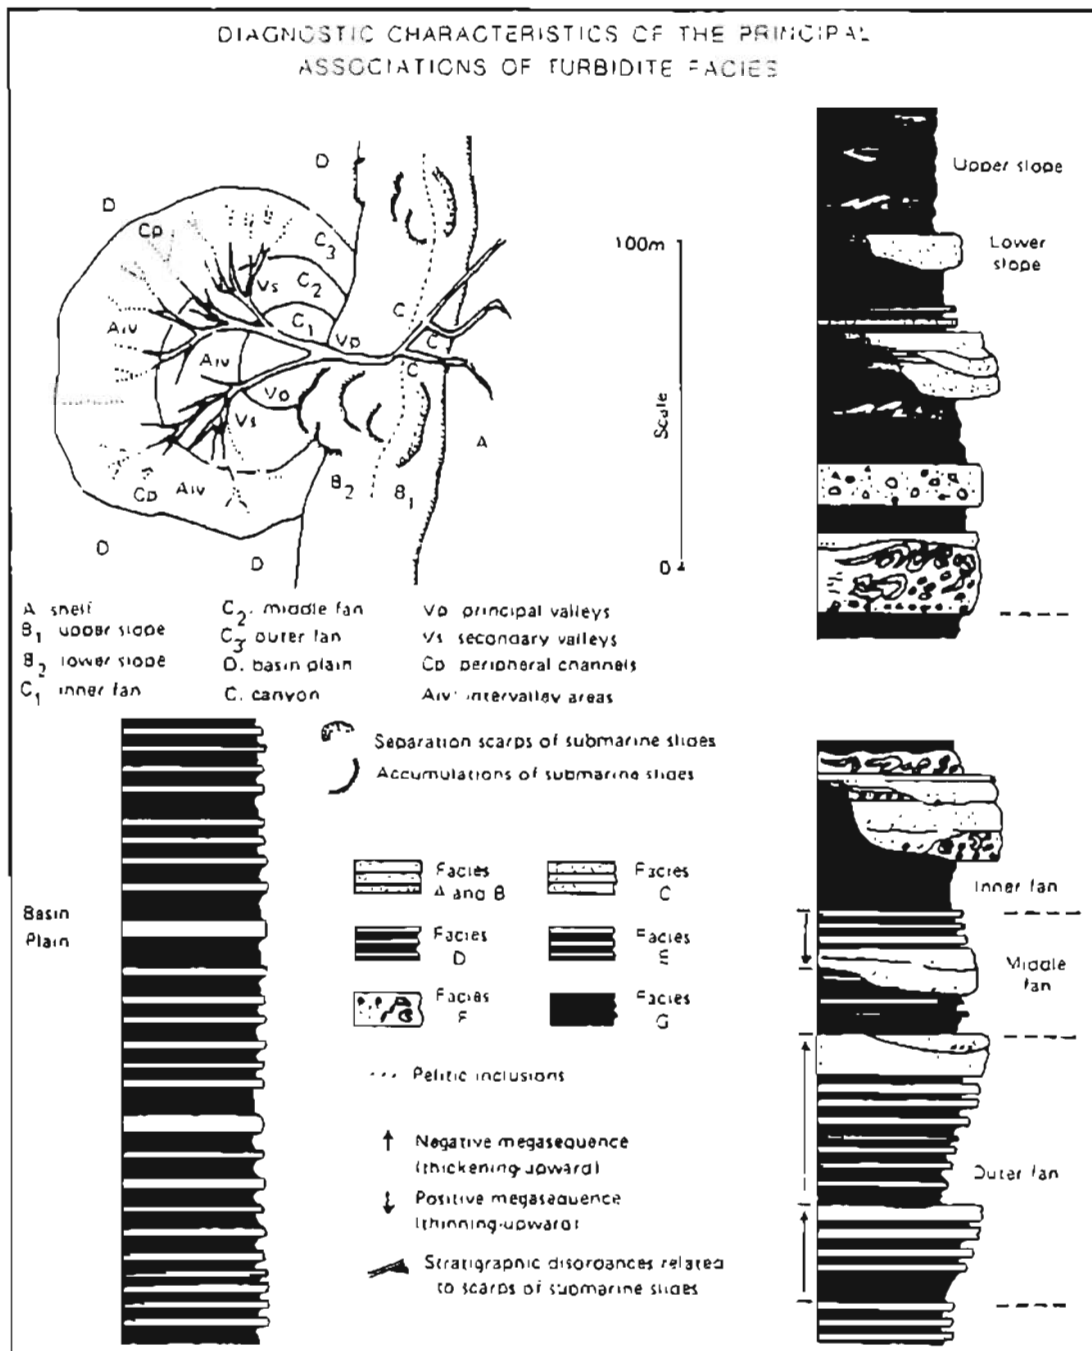 DIAGNOSTIC CHARACTERISTICS OF THE PRINCIPAL
ASSOCIATIONS OF TURBIDITE FACIES
D
D
Cp
C3
Vs
C2
C1
Vp
C
C
C
Aiv
Aiv
Vp
Vs
A
B2
B1
Cp
Aiv
D
D
100m
Scale
0
Upper slope
Lower
slope
A shelf
B1 upper slope
B2 lower slope
C1 inner fan
C2. middle fan
C3 outer fan
D. basin plain
C. canyon
Vp principal valleys
Vs secondary valleys
Cp peripheral channels
Aiv intervalley areas
Separation scarps of submarine slides
Accumulations of submarine slides
Basin
Plain
Facies
A and B
Facies
C
Facies
D
Facies
E
Facies
F
Facies
G
Pelitic inclusions
Negative megasequence
(thickening-upward)
Positive megasequence
(thinning-upward)
Stratigraphic disordances related
to scarps of submarine slides
Inner fan
Middle
fan
Outer fan